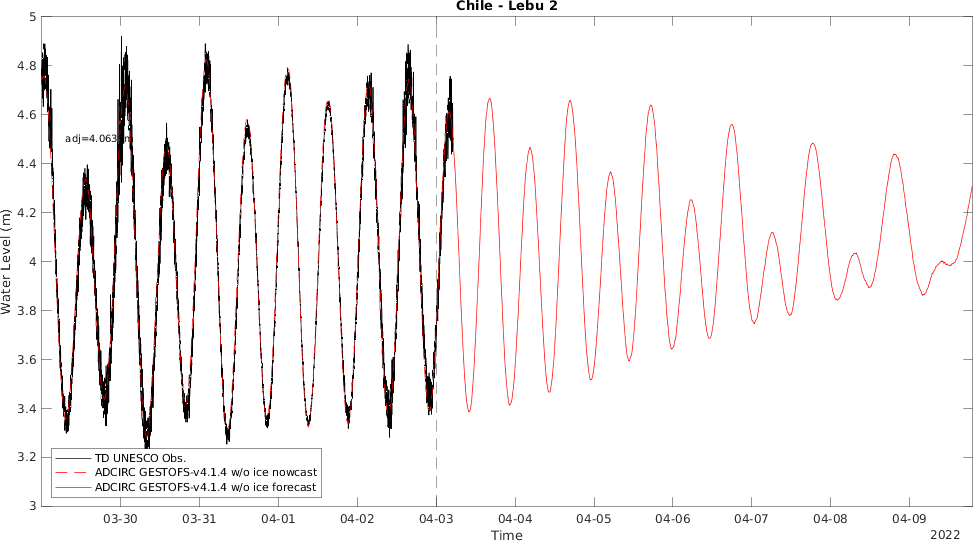 Chile - Lebu 2
5
4.8
4.6
4.4
4.2
4
3.8
3.6
3.4
3.2
3
Water Level (m)
adj=4.063
TD UNESCO Obs.
ADCIRC GESTOFS-v4.1.4 w/o ice nowcast
ADCIRC GESTOFS-v4.1.4 w/o ice forecast
03-30 03-31 04-01 04-02 04-03 04-04 04-05 04-06 04-07 04-08 04-09
Time
2022